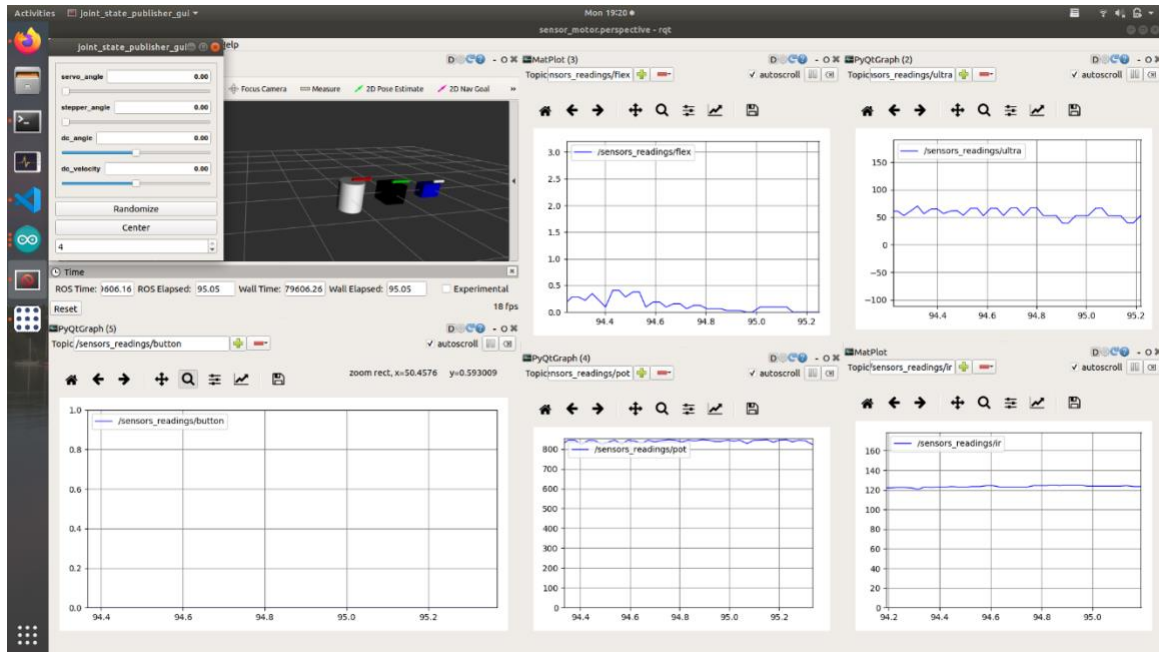 Activities joint_state_publisher_gui Mon 19:20
sensor_motor.perspective - rqt
joint_state_publisher_gui
elp
servo_angle 0.00
stepper_angle 0.00
dc_angle 0.00
dc_velocity 0.00
Randomize
Center
4
Focus Camera Measure 2D Pose Estimate 2D Nav Goal »
Time
ROS Time: )606.16 ROS Elapsed: 95.05 Wall Time: 79606.26 Wall Elapsed: 95.05 Experimental
Reset 18 fps
MatPlot (3)
Topic nsors_readings/flex autoscroll
/sensors_readings/flex
3.0
2.5
2.0
1.5
1.0
0.5
0.0
94.4 94.6 94.8 95.0 95.2
PyQtGraph (2)
Topic nsors_readings/ultra autoscroll
/sensors_readings/ultra
150
100
50
0
−50
−100
94.4 94.6 94.8 95.0 95.2
PyQtGraph (5)
Topic /sensors_readings/button autoscroll
zoom rect, x=50.4576 y=0.593009
/sensors_readings/button
1.0
0.8
0.6
0.4
0.2
0.0
94.4 94.6 94.8 95.0 95.2
PyQtGraph (4)
Topic nsors_readings/pot autoscroll
/sensors_readings/pot
800
700
600
500
400
300
200
100
0
94.4 94.6 94.8 95.0 95.2
MatPlot
Topic /sensors_readings/ir autoscroll
/sensors_readings/ir
160
140
120
100
80
60
40
20
0
94.2 94.4 94.6 94.8 95.0